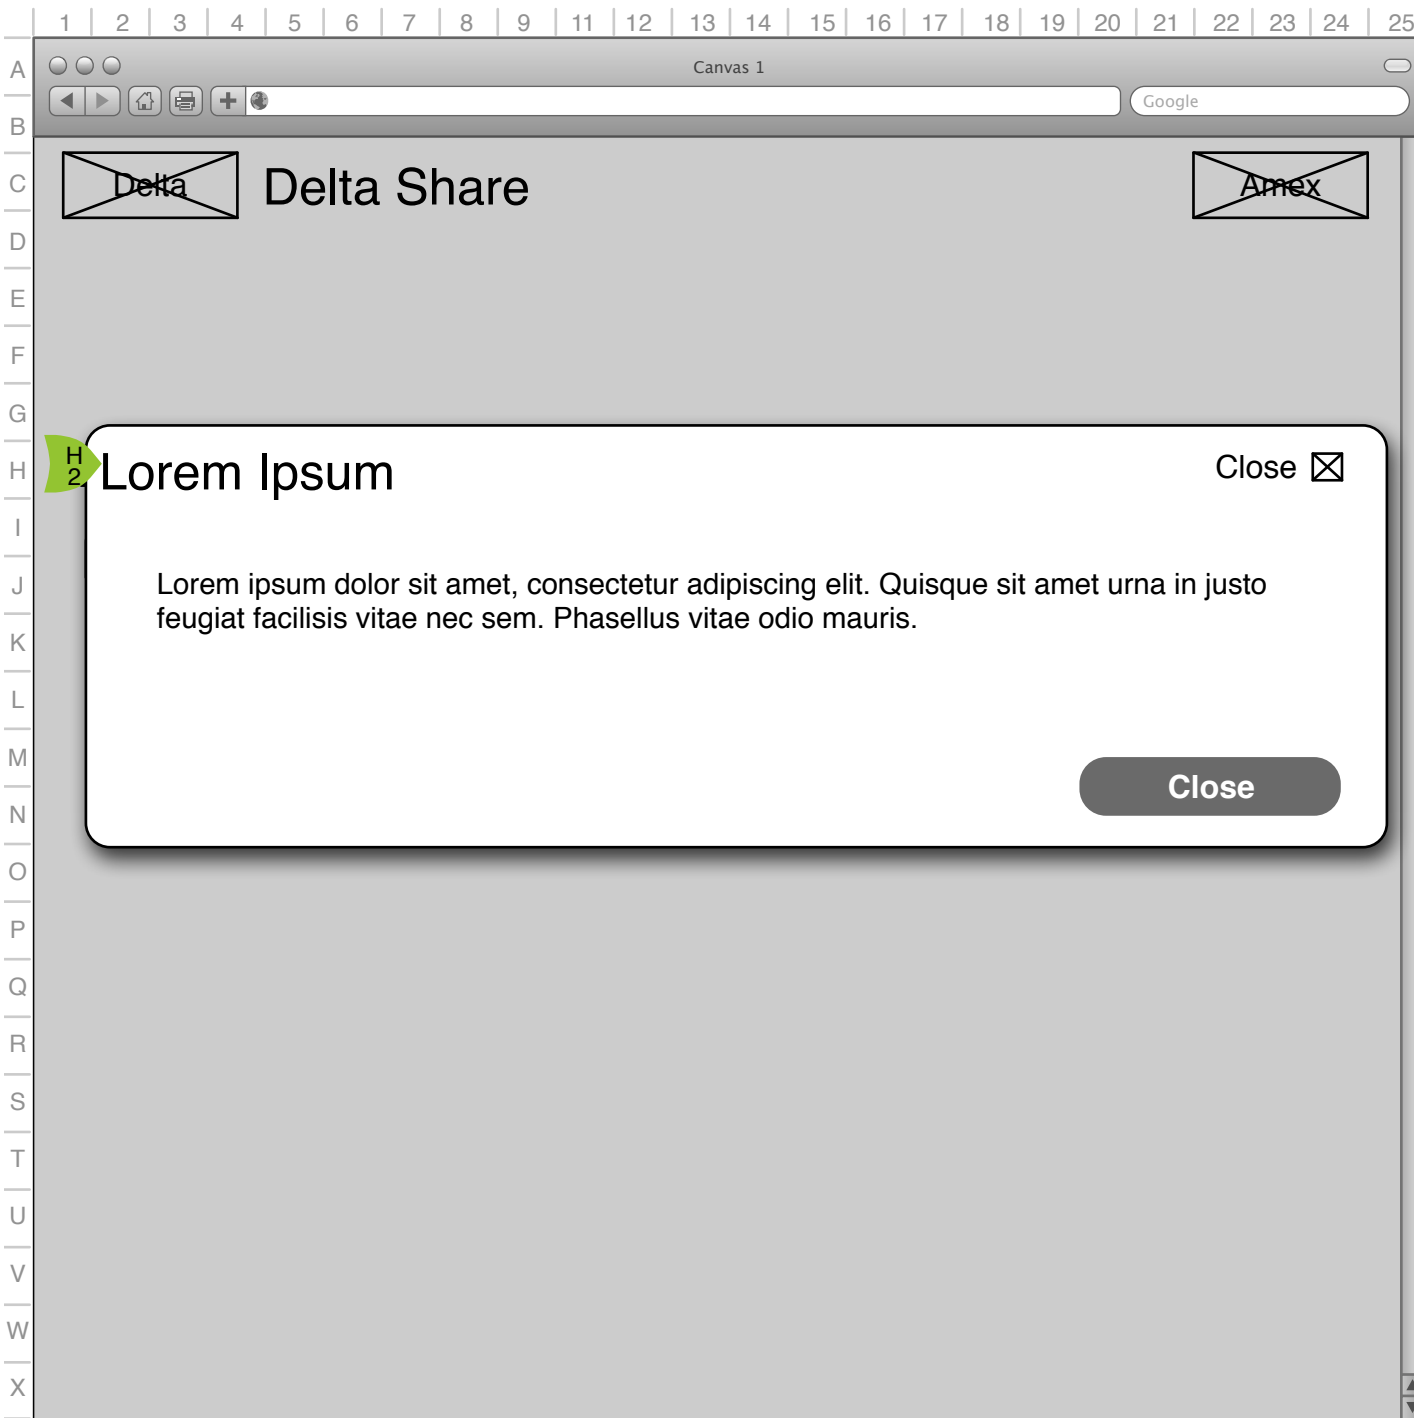 1 2 3 4 5 6 7 8 9 11 12 13 14 15 16 17 18 19 20 21 22 23 24 25
A
Canvas 1
Google
B
C
Delta
Delta Share
Amex
D
E
F
G
H
H
2
Lorem Ipsum
Close
I
J
Lorem ipsum dolor sit amet, consectetur adipiscing elit. Quisque sit amet urna in justo
feugiat facilisis vitae nec sem. Phasellus vitae odio mauris.
K
L
M
Close
N
O
P
Q
R
S
T
U
V
W
X